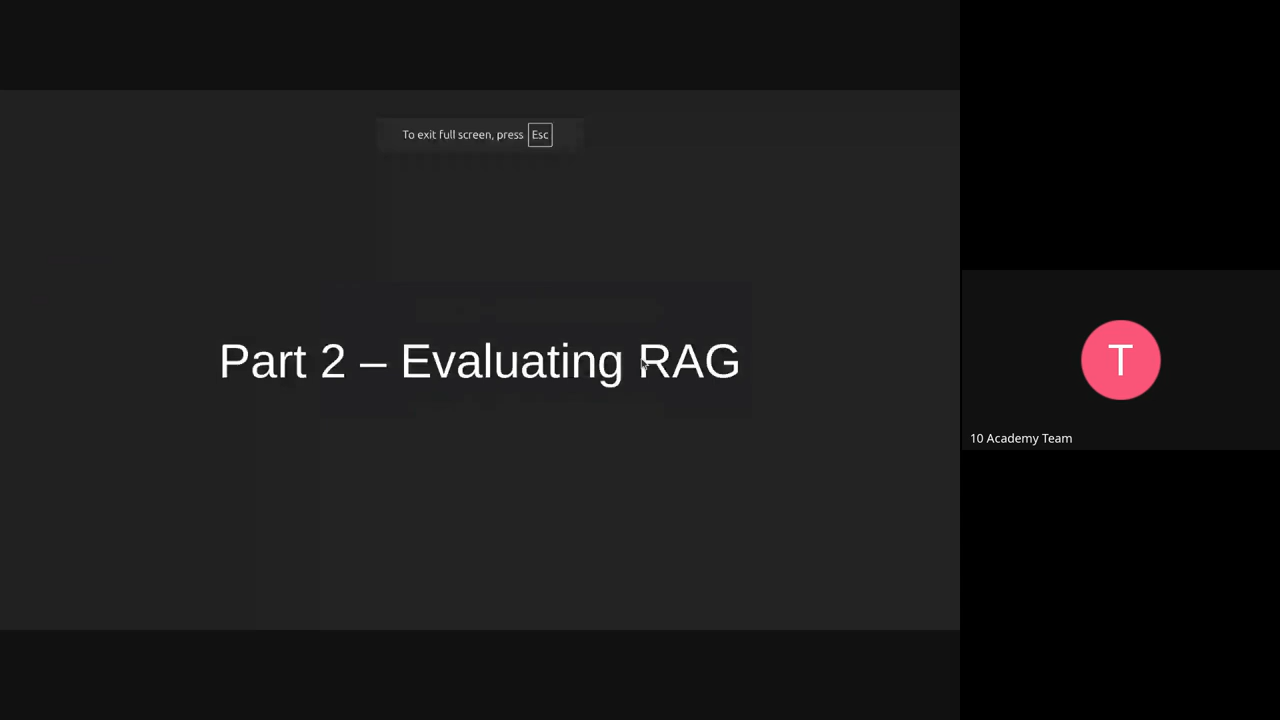 To exit full screen, press Esc
Part 2 – Evaluating RAG
T
10 Academy Team